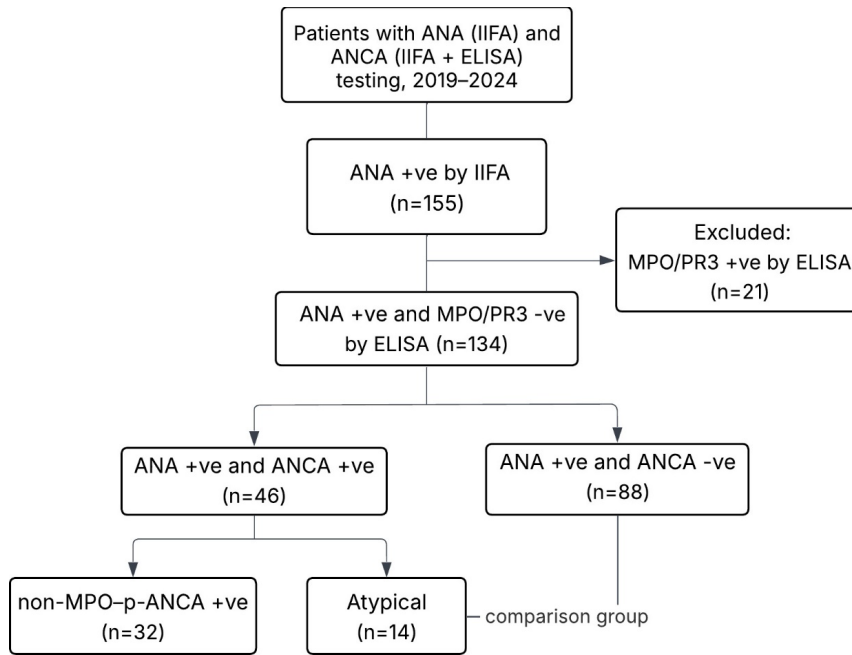 Patients with ANA (IIFA) and
ANCA (IIFA + ELISA)
testing, 2019–2024
ANA +ve by IIFA
(n=155)
Excluded:
MPO/PR3 +ve by ELISA
(n=21)
ANA +ve and MPO/PR3 -ve
by ELISA (n=134)
ANA +ve and ANCA +ve
(n=46)
ANA +ve and ANCA -ve
(n=88)
non-MPO–p-ANCA +ve
(n=32)
Atypical
(n=14)
comparison group